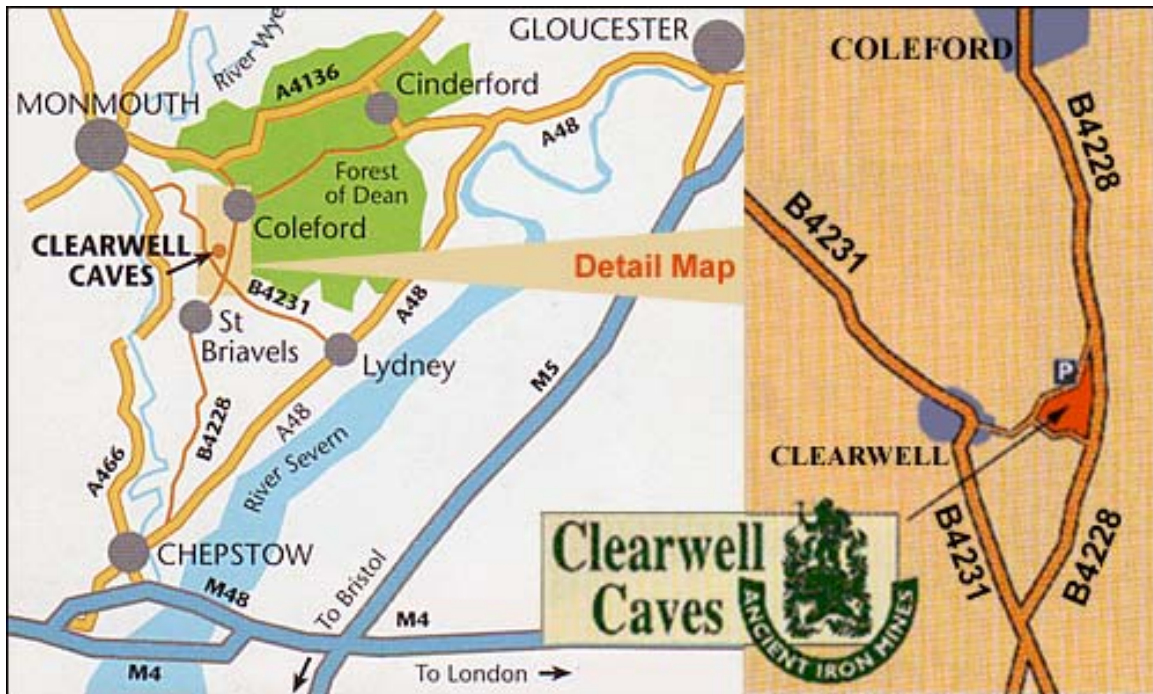 GLOUCESTER
COLEFORD
River Wye
A4136
Cinderford
MONMOUTH
A48
B4228
Forest
of Dean
Coleford
B4231
CLEARWELL
CAVES
Detail Map
B4231
A48
P
St
Briavels
Lydney
M5
B4228
A48
CLEARWELL
A466
River Severn
B4231
B4228
CHEPSTOW
Clearwell
Caves
ANCIENT IRON MINES
M48
To Bristol
M4
M4
To London